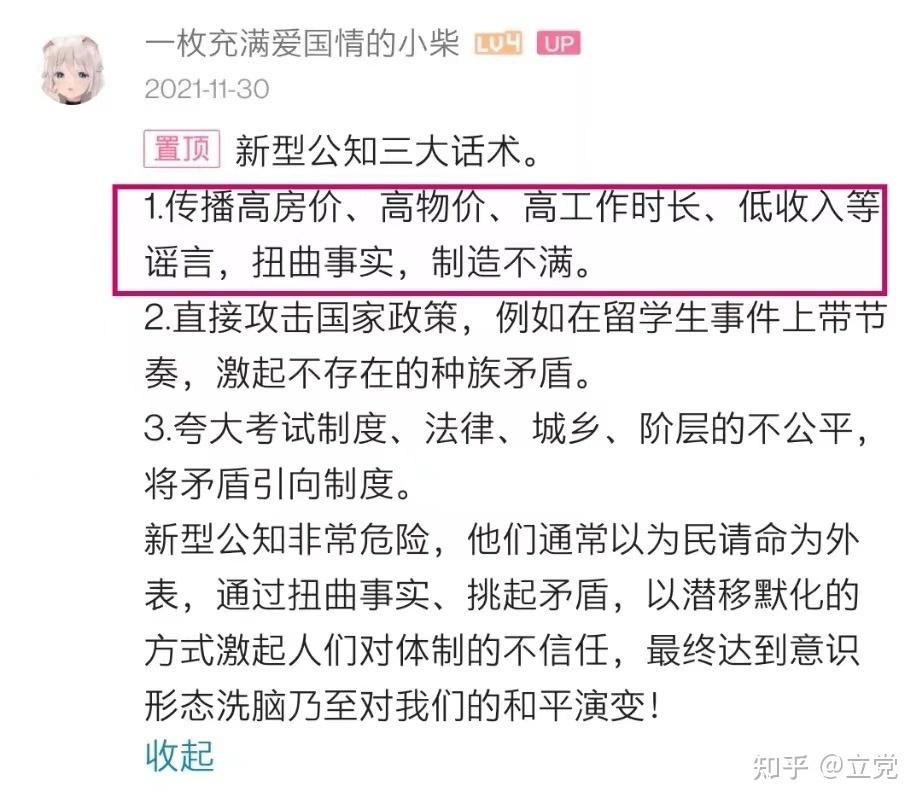 一枚充满爱国情的小柴 LV4 UP
2021-11-30
置顶 新型公知三大话术。
1.传播高房价、高物价、高工作时长、低收入等
谣言，扭曲事实，制造不满。
2.直接攻击国家政策，例如在留学生事件上带节
奏，激起不存在的种族矛盾。
3.夸大考试制度、法律、城乡、阶层的不公平，
将矛盾引向制度。
新型公知非常危险，他们通常以为民请命为外
表，通过扭曲事实、挑起矛盾，以潜移默化的
方式激起人们对体制的不信任，最终达到意识
形态洗脑乃至对我们的和平演变！
收起
知乎 @立党